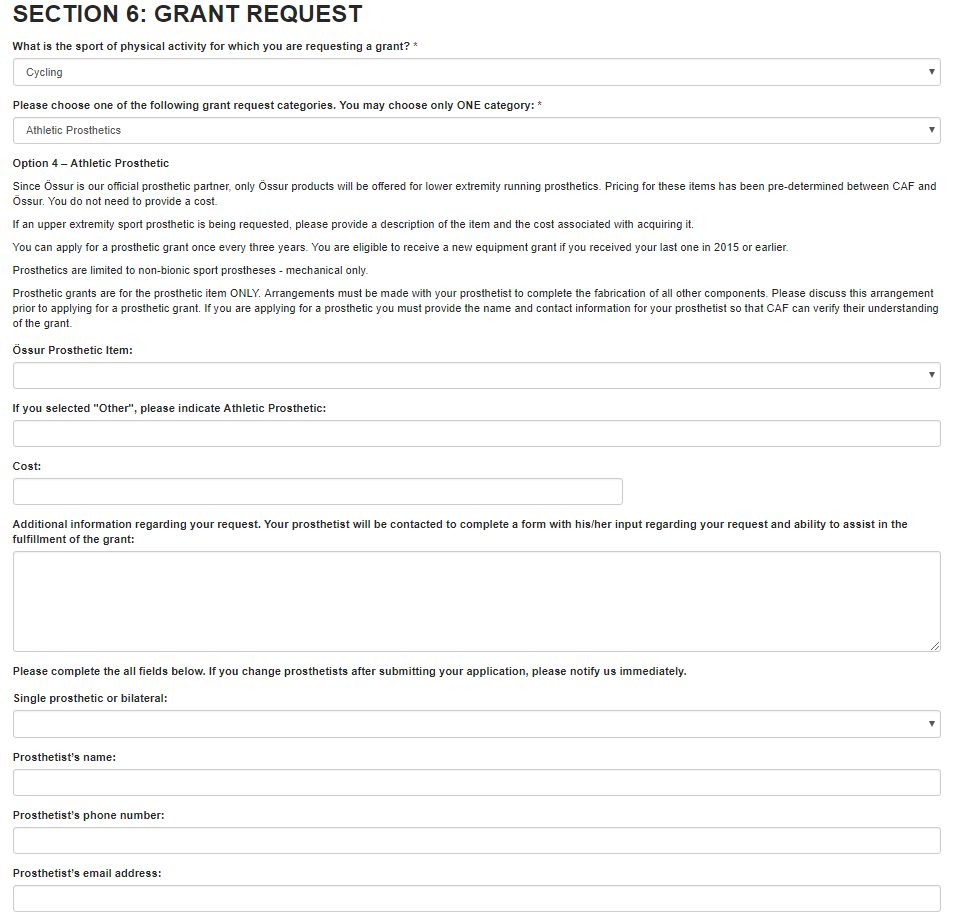 SECTION 6: GRANT REQUEST
What is the sport of physical activity for which you are requesting a grant? *
Cycling
Please choose one of the following grant request categories. You may choose only ONE category: *
Athletic Prosthetics
Option 4 – Athletic Prosthetic
Since Össur is our official prosthetic partner, only Össur products will be offered for lower extremity running prosthetics. Pricing for these items has been pre-determined between CAF and
Össur. You do not need to provide a cost.
If an upper extremity sport prosthetic is being requested, please provide a description of the item and the cost associated with acquiring it.
You can apply for a prosthetic grant once every three years. You are eligible to receive a new equipment grant if you received your last one in 2015 or earlier.
Prosthetics are limited to non-bionic sport prostheses - mechanical only.
Prosthetic grants are for the prosthetic item ONLY. Arrangements must be made with your prosthetist to complete the fabrication of all other components. Please discuss this arrangement
prior to applying for a prosthetic grant. If you are applying for a prosthetic you must provide the name and contact information for your prosthetist so that CAF can verify their understanding
of the grant.
Össur Prosthetic Item:
If you selected "Other", please indicate Athletic Prosthetic:
Cost:
Additional information regarding your request. Your prosthetist will be contacted to complete a form with his/her input regarding your request and ability to assist in the
fulfillment of the grant:
Please complete the all fields below. If you change prosthetists after submitting your application, please notify us immediately.
Single prosthetic or bilateral:
Prosthetist’s name:
Prosthetist’s phone number:
Prosthetist’s email address: